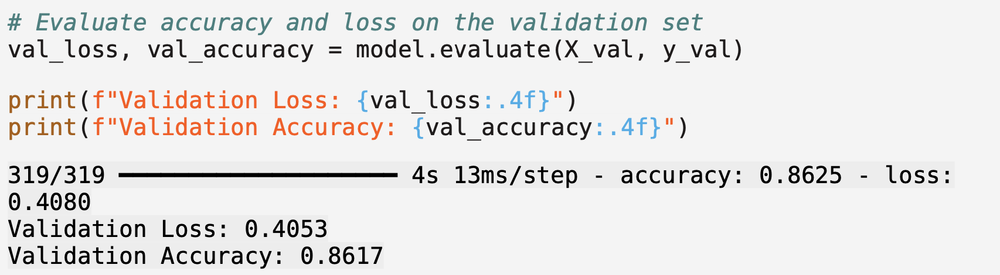 # Evaluate accuracy and loss on the validation set
val_loss, val_accuracy = model.evaluate(X_val, y_val)
print(f"Validation Loss: {val_loss:.4f}")
print(f"Validation Accuracy: {val_accuracy:.4f}")
319/319 ━━━━━━━━━━━━━━━━━━━━ 4s 13ms/step - accuracy: 0.8625 - loss:
0.4080
Validation Loss: 0.4053
Validation Accuracy: 0.8617